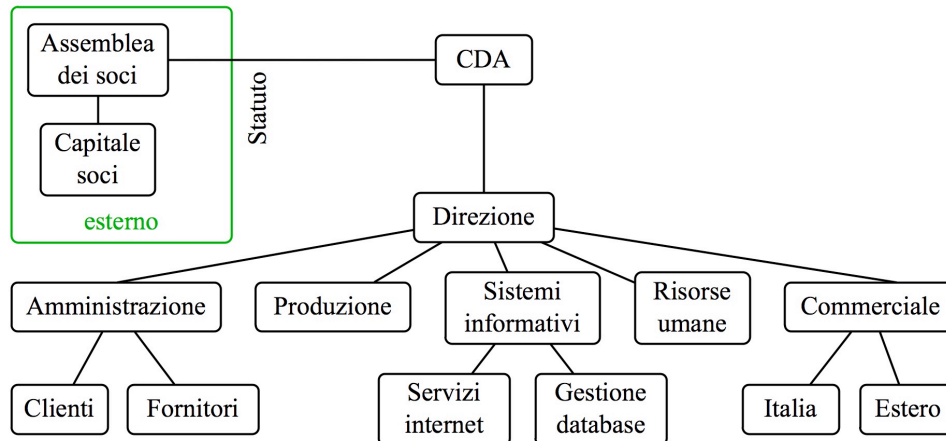 Assemblea
dei soci
CDA
Statuto
Capitale
soci
esterno
Direzione
Amministrazione
Produzione
Sistemi
informativi
Risorse
umane
Commerciale
Clienti
Fornitori
Servizi
internet
Gestione
database
Italia
Estero